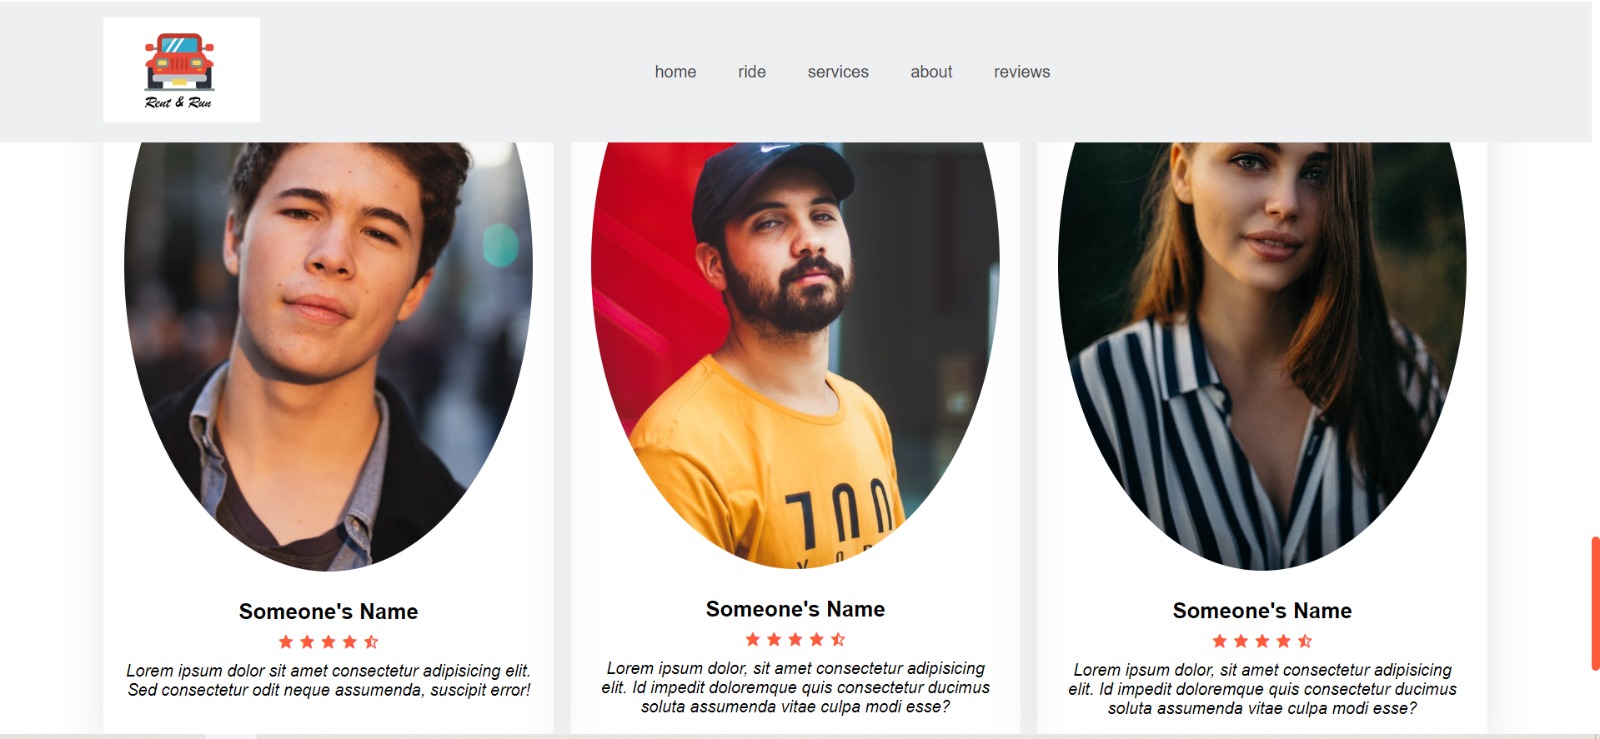 Rent & Run
home ride services about reviews
100
Someone's Name
Lorem ipsum dolor sit amet consectetur adipisicing elit.
Sed consectetur odit neque assumenda, suscipit error!
Someone's Name
Lorem ipsum dolor, sit amet consectetur adipisicing
elit. Id impedit doloremque quis consectetur ducimus
soluta assumenda vitae culpa modi esse?
Someone's Name
Lorem ipsum dolor, sit amet consectetur adipisicing
elit. Id impedit doloremque quis consectetur ducimus
soluta assumenda vitae culpa modi esse?